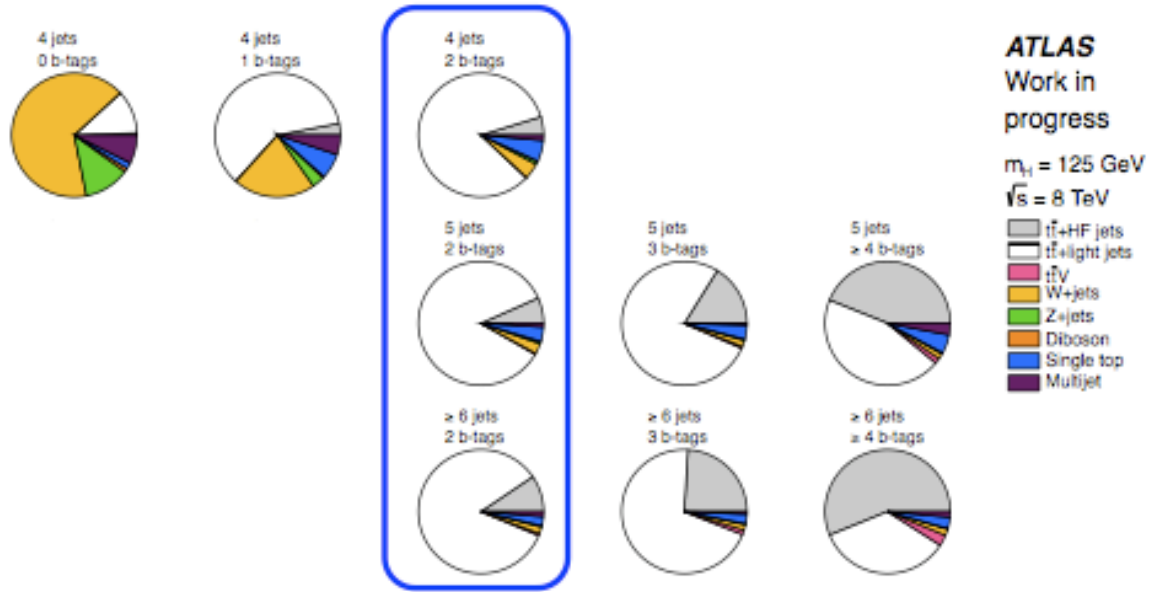 4 jets
0 b-tags
4 jets
1 b-tags
4 jets
2 b-tags
5 jets
2 b-tags
5 jets
3 b-tags
5 jets
≥ 4 b-tags
≥ 6 jets
2 b-tags
≥ 6 jets
3 b-tags
≥ 6 jets
≥ 4 b-tags
ATLAS
Work in
progress
m_H = 125 GeV
√s = 8 TeV
tt̄+HF jets
tt̄+light jets
tt̄V
W+jets
Z+jets
Diboson
Single top
Multijet